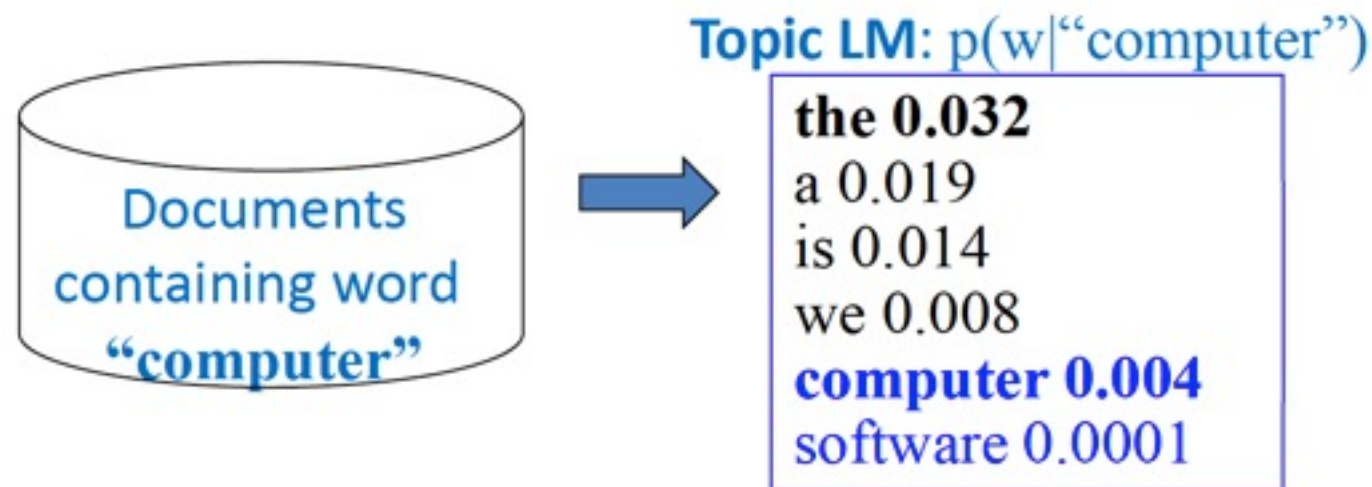 Topic LM: p(w|“computer”)
Documents
containing word
“computer”
the 0.032
a 0.019
is 0.014
we 0.008
computer 0.004
software 0.0001